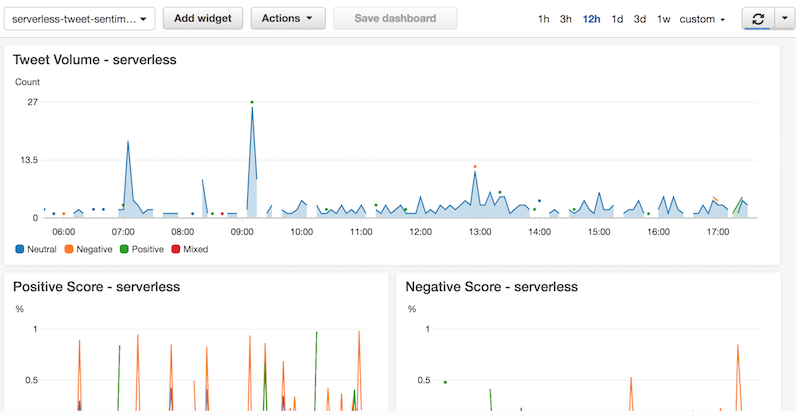 serverless-tweet-sentim... Add widget Actions Save dashboard 1h 3h 12h 1d 3d 1w custom
Tweet Volume - serverless
Count
27
13.5
0
06:00 07:00 08:00 09:00 10:00 11:00 12:00 13:00 14:00 15:00 16:00 17:00
Neutral Negative Positive Mixed
Positive Score - serverless Negative Score - serverless
% %
1 1
0.5 0.5